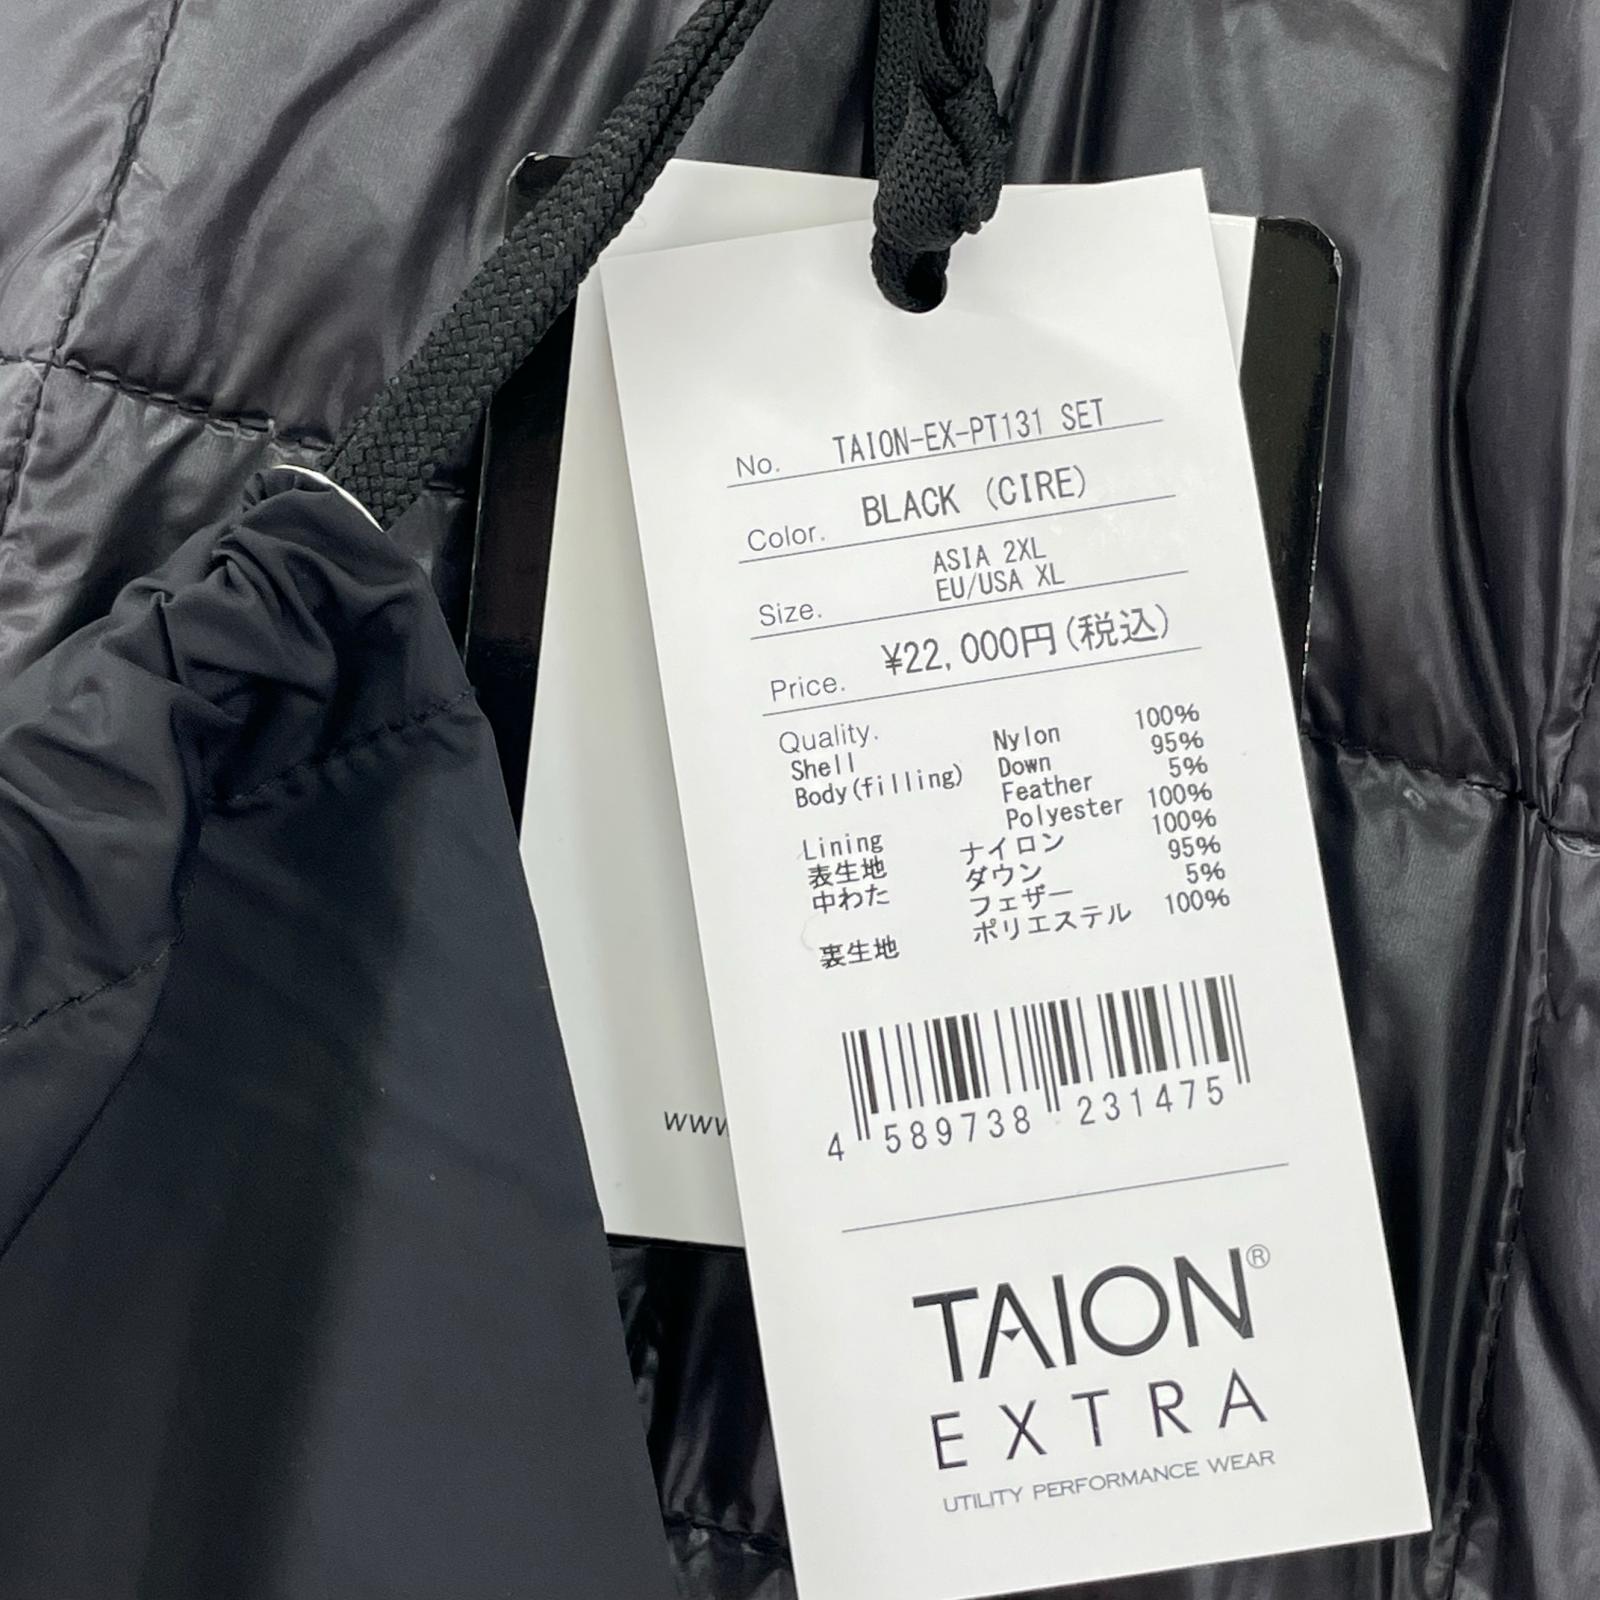 No. TAION-EX-PT131 SET
Color. BLACK (CIRE)
Size. ASIA 2XL
EU/USA XL
Price. ¥22,000円(税込)
Quality.
Shell Nylon 100%
Body(filling) Down 95%
Feather 5%
Lining Polyester 100%
表生地 ナイロン 100%
中わた ダウン 95%
フェザー 5%
裏生地 ポリエステル 100%
4 589738 231475
www
TAION®
EXTRA
UTILITY PERFORMANCE WEAR